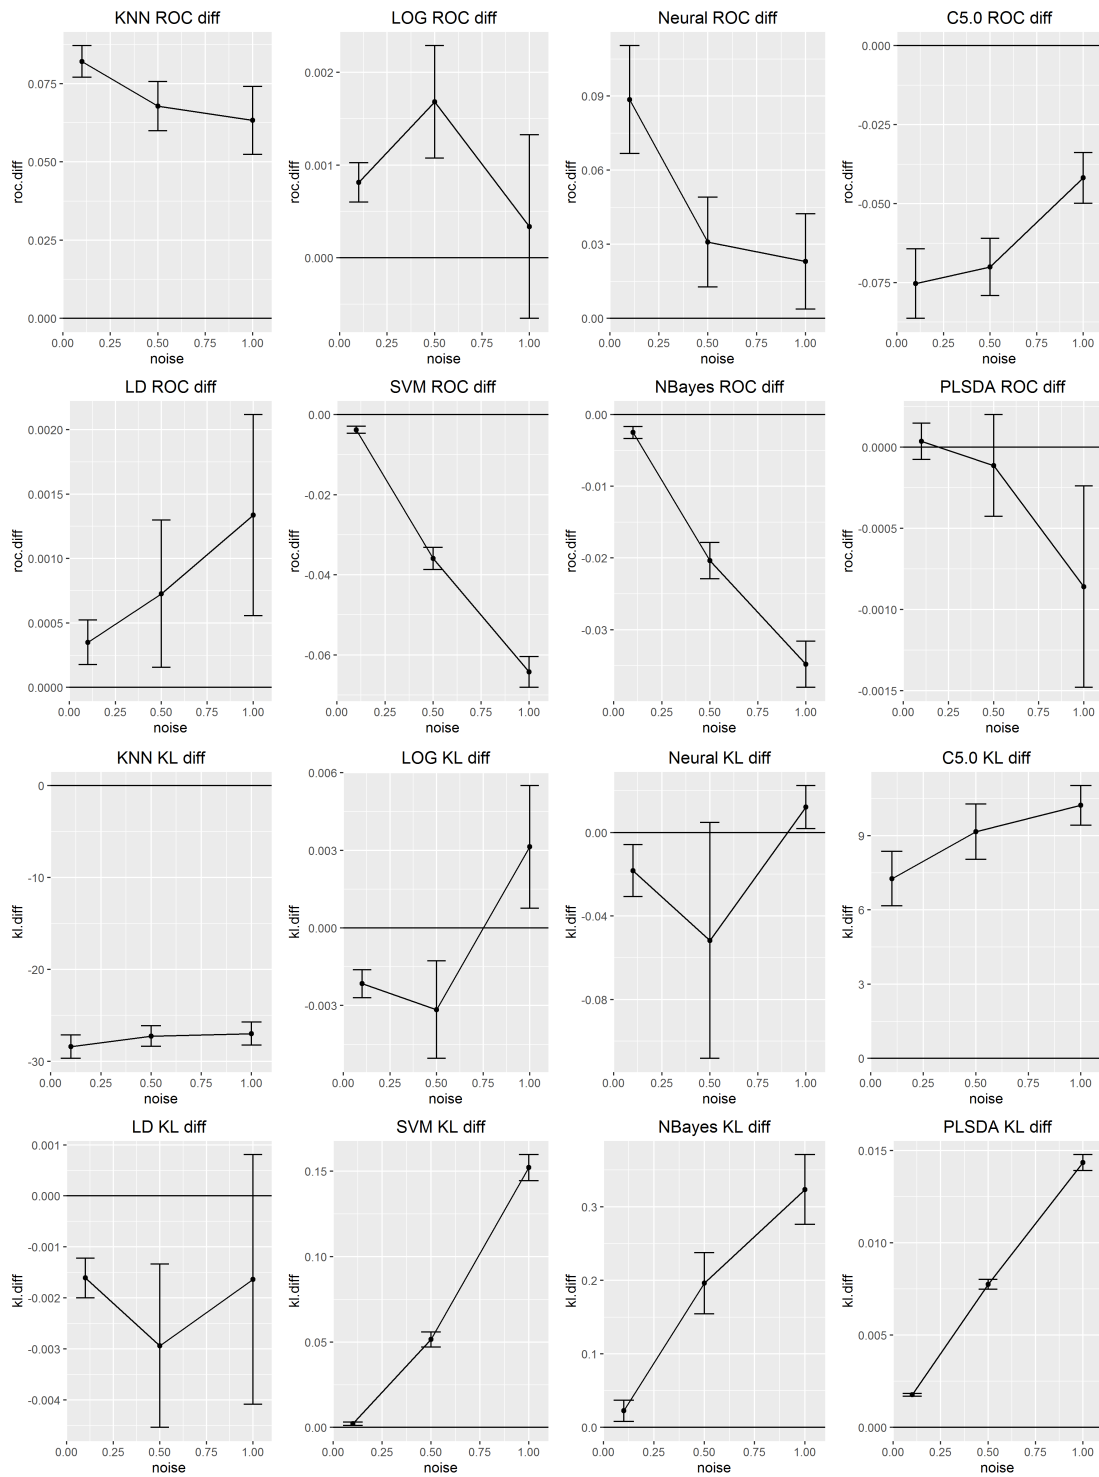 KNN ROC diff
roc.diff
0.075
0.050
0.025
0.000
0.00 0.25 0.50 0.75 1.00
noise
LOG ROC diff
roc.diff
0.002
0.001
0.000
0.00 0.25 0.50 0.75 1.00
noise
Neural ROC diff
roc.diff
0.09
0.06
0.03
0.00
0.00 0.25 0.50 0.75 1.00
noise
C5.0 ROC diff
roc.diff
0.000
-0.025
-0.050
-0.075
0.00 0.25 0.50 0.75 1.00
noise
LD ROC diff
roc.diff
0.0020
0.0015
0.0010
0.0005
0.0000
0.00 0.25 0.50 0.75 1.00
noise
SVM ROC diff
roc.diff
0.00
-0.02
-0.04
-0.06
0.00 0.25 0.50 0.75 1.00
noise
NBayes ROC diff
roc.diff
0.00
-0.01
-0.02
-0.03
0.00 0.25 0.50 0.75 1.00
noise
PLSDA ROC diff
roc.diff
0.0000
-0.0005
-0.0010
-0.0015
0.00 0.25 0.50 0.75 1.00
noise
KNN KL diff
kl.diff
0
-10
-20
-30
0.00 0.25 0.50 0.75 1.00
noise
LOG KL diff
kl.diff
0.006
0.003
0.000
-0.003
0.00 0.25 0.50 0.75 1.00
noise
Neural KL diff
kl.diff
0.00
-0.04
-0.08
0.00 0.25 0.50 0.75 1.00
noise
C5.0 KL diff
kl.diff
9
6
3
0
0.00 0.25 0.50 0.75 1.00
noise
LD KL diff
kl.diff
0.001
0.000
-0.001
-0.002
-0.003
-0.004
0.00 0.25 0.50 0.75 1.00
noise
SVM KL diff
kl.diff
0.15
0.10
0.05
0.00
0.00 0.25 0.50 0.75 1.00
noise
NBayes KL diff
kl.diff
0.3
0.2
0.1
0.0
0.00 0.25 0.50 0.75 1.00
noise
PLSDA KL diff
kl.diff
0.015
0.010
0.005
0.000
0.00 0.25 0.50 0.75 1.00
noise